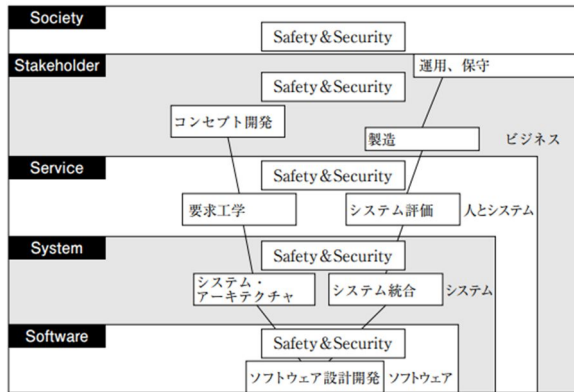 Society
Safety&Security
Stakeholder
運用、保守
Safety&Security
コンセプト開発
製造
ビジネス
Service
Safety&Security
要求工学
システム評価
人とシステム
System
Safety&Security
システム・
アーキテクチャ
システム統合
システム
Software
Safety&Security
ソフトウェア設計開発
ソフトウェア